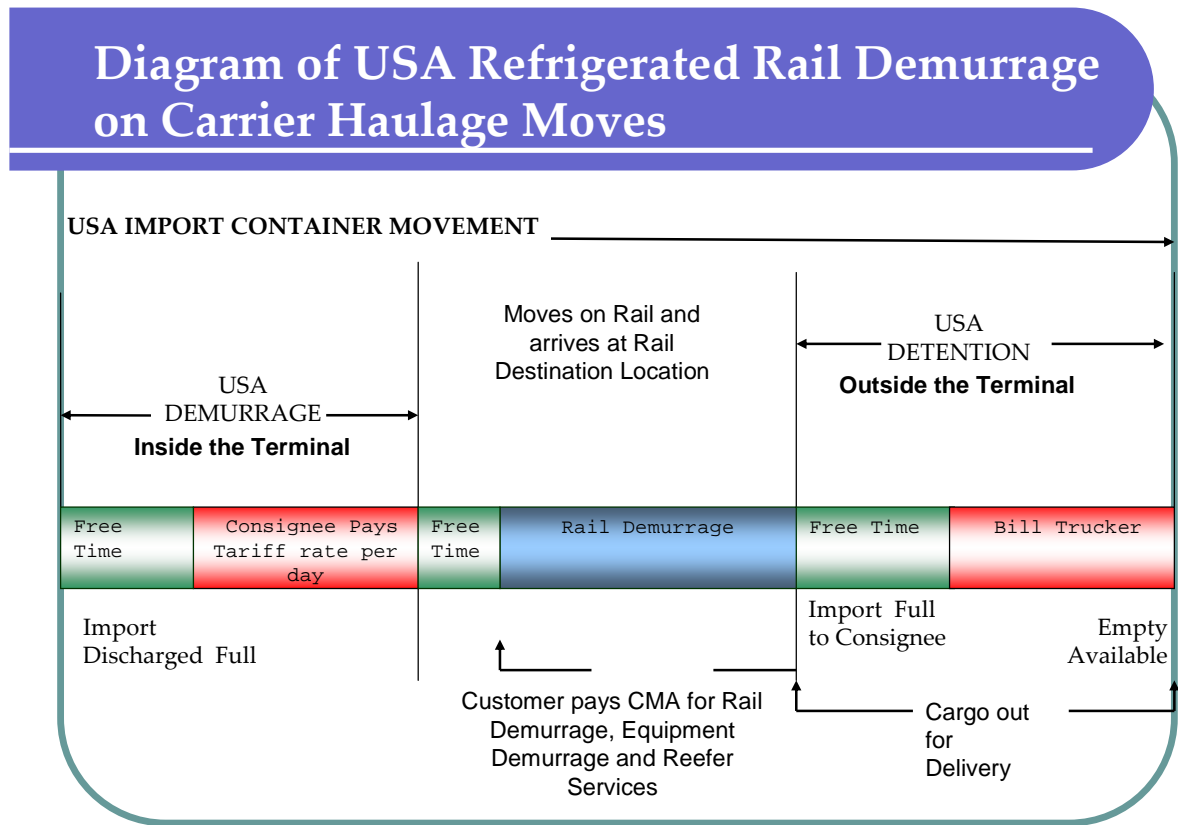 Diagram of USA Refrigerated Rail Demurrage
on Carrier Haulage Moves
USA IMPORT CONTAINER MOVEMENT
USA
DEMURRAGE
Inside the Terminal
Moves on Rail and
arrives at Rail
Destination Location
USA
DETENTION
Outside the Terminal
Free
Time
Consignee Pays
Tariff rate per
day
Free
Time
Rail Demurrage
Free Time
Bill Trucker
Import
Discharged Full
Customer pays CMA for Rail
Demurrage, Equipment
Demurrage and Reefer
Services
Import Full
to Consignee
Empty
Available
Cargo out
for
Delivery